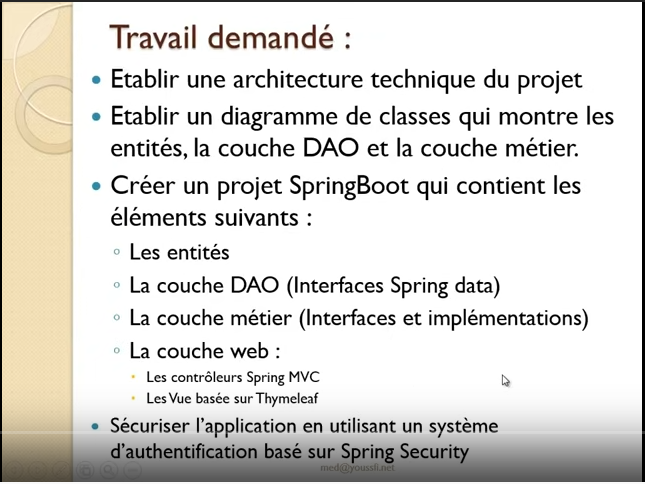 Travail demandé :
Etablir une architecture technique du projet
Etablir un diagramme de classes qui montre les
entités, la couche DAO et la couche métier.
Créer un projet SpringBoot qui contient les
éléments suivants :
Les entités
La couche DAO (Interfaces Spring data)
La couche métier (Interfaces et implémentations)
La couche web :
Les contrôleurs Spring MVC
Les Vue basée sur Thymeleaf
Sécuriser l’application en utilisant un système
d’authentification basé sur Spring Security
med@youssfi.net